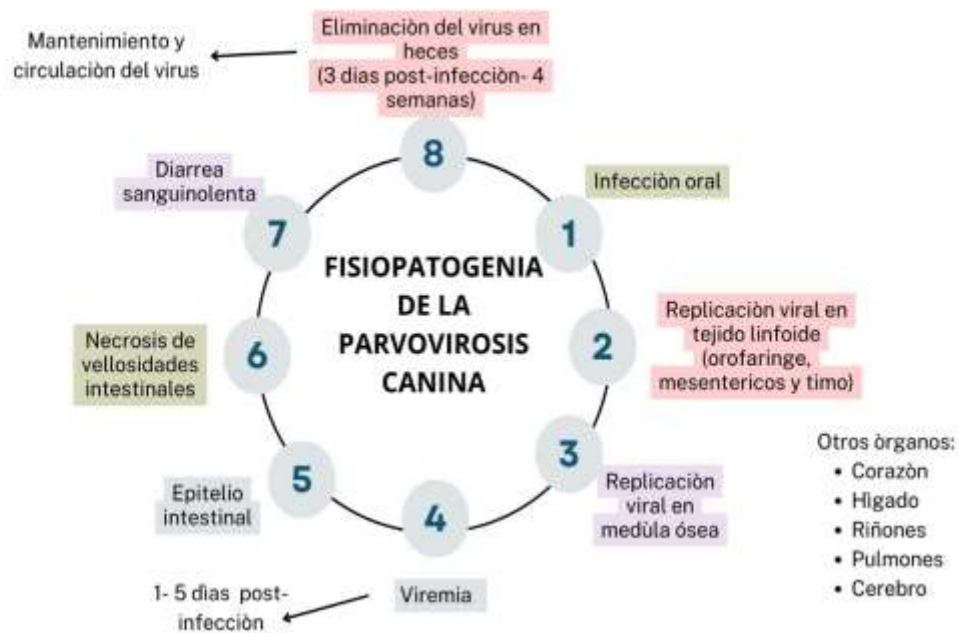 Mantenimiento y
circulaciòn del virus
Eliminaciòn del virus en
heces
(3 dias post-infecciòn- 4
semanas)
8
Infecciòn oral
1
Replicaciòn viral en
tejido linfoide
(orofaringe,
mesentericos y timo)
2
Replicaciòn
viral en
medùla ósea
3
Otros òrganos:
• Corazòn
• Hìgado
• Riñones
• Pulmones
• Cerebro
4
Viremia
1- 5 dìas post-
infecciòn
5
Epitelio
intestinal
6
Necrosis de
vellosidades
intestinales
7
Diarrea
sanguinolenta
FISIOPATOGENIA
DE LA
PARVOVIROSIS
CANINA